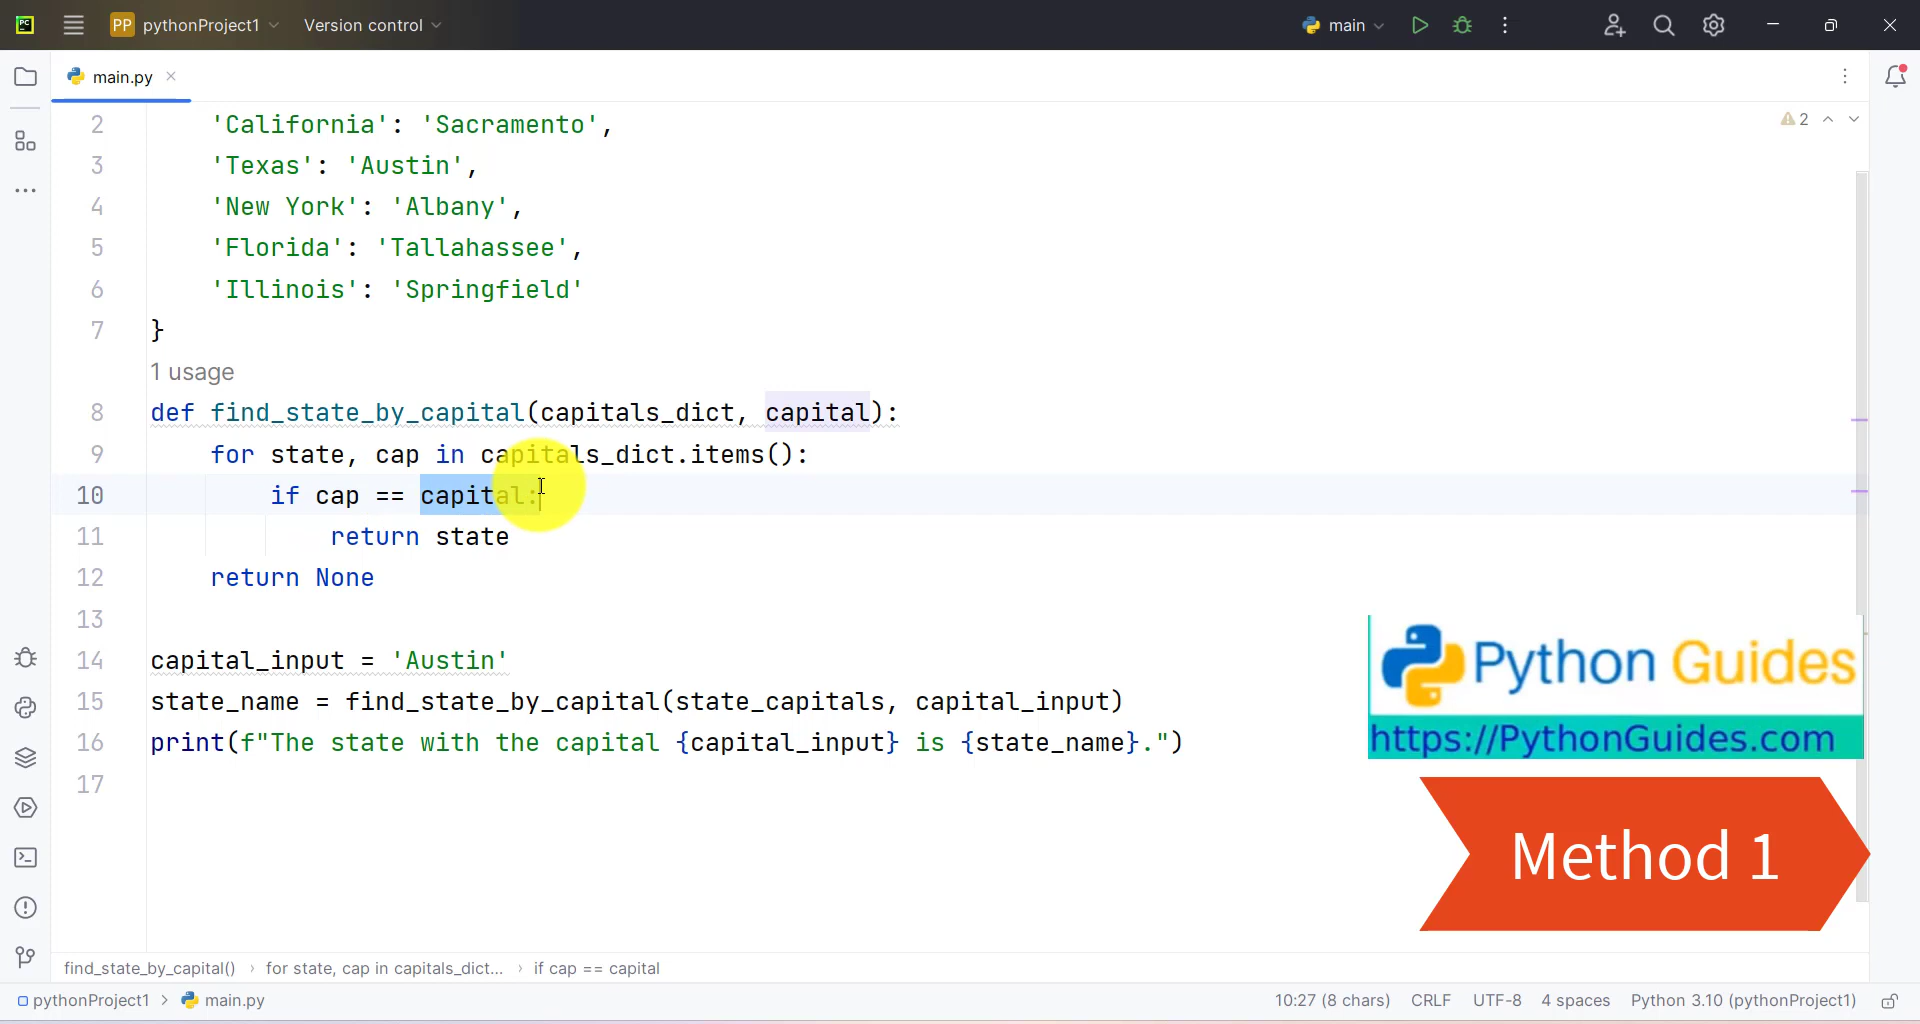 PC
PP pythonProject1 Version control main
main.py
2 'California': 'Sacramento', 2
3 'Texas': 'Austin',
4 'New York': 'Albany',
5 'Florida': 'Tallahassee',
6 'Illinois': 'Springfield'
7 }
1 usage
8 def find_state_by_capital(capitals_dict, capital):
9 for state, cap in capitals_dict.items():
10 if cap == capital:
11 return state
12 return None
13
14 capital_input = 'Austin'
15 state_name = find_state_by_capital(state_capitals, capital_input)
16 print(f"The state with the capital {capital_input} is {state_name}.")
17
Python Guides
https://PythonGuides.com
Method 1
find_state_by_capital() › for state, cap in capitals_dict... › if cap == capital
pythonProject1 > main.py 10:27 (8 chars) CRLF UTF-8 4 spaces Python 3.10 (pythonProject1)